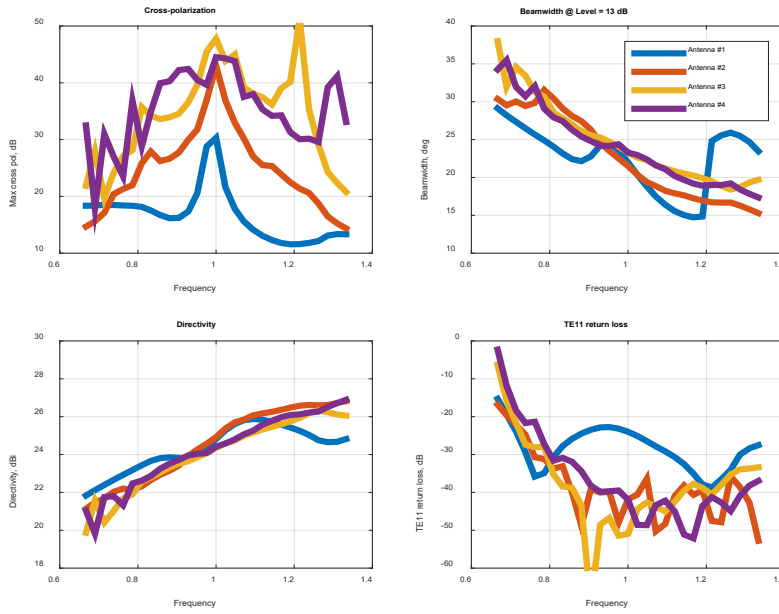 Cross-polarization
Max cross pol, dB
50
40
30
20
10
0.6
0.8
1.0
1.2
1.4
Frequency
Beamwidth @ Level = 13 dB
Beamwidth, deg
40
35
30
25
20
15
10
0.6
0.8
1
1.2
1.
Frequency
Antenna #1
Antenna #2
Antenna #3
Antenna #4
Directivity
Directivity, dBi
30
28
26
24
22
20
18
0.6
0.8
1.0
1.2
1.4
Frequency
TE11 return loss
TE11 return loss, dB
0
-10
-20
-30
-40
-50
-60
0.6
0.8
1.0
1.2
1.
Frequency